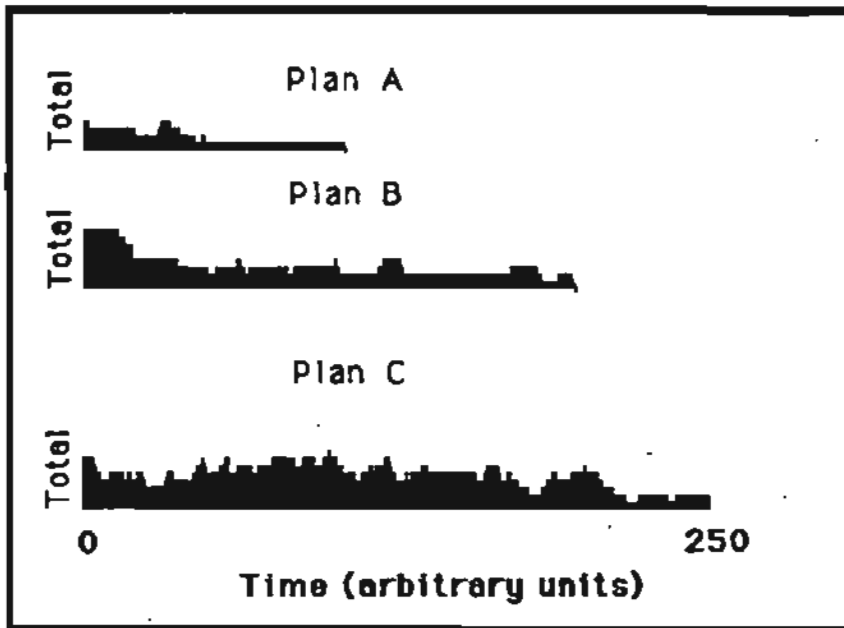 Plan A
Total
Plan B
Total
Plan C
Total
0 250
Time (arbitrary units)